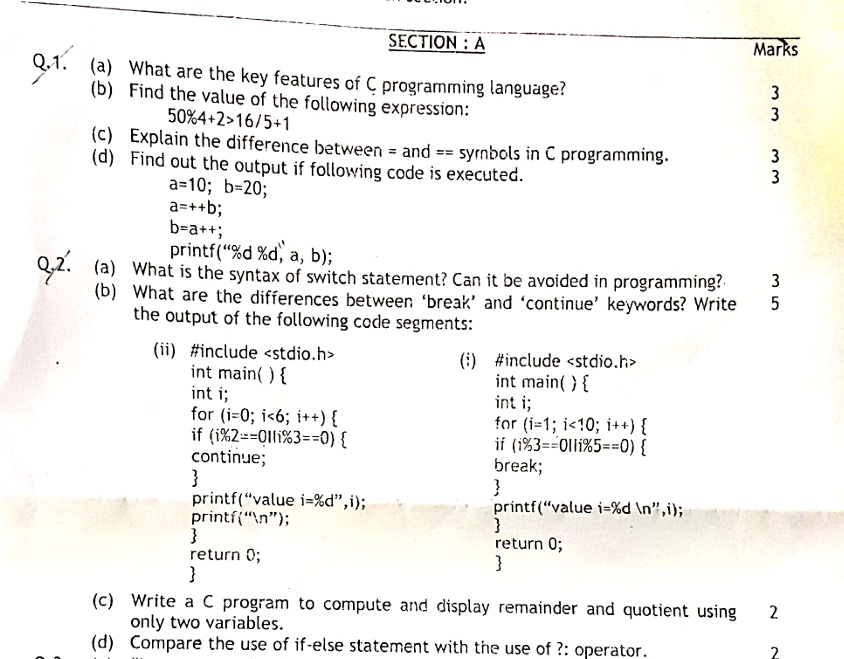 SECTION : A
Marks
Q.1. (a) What are the key features of C programming language? 3
(b) Find the value of the following expression: 3
50%4+2>16/5+1
(c) Explain the difference between = and == symbols in C programming. 3
(d) Find out the output if following code is executed. 3
a=10; b=20;
a=++b;
b=a++;
printf("%d %d", a, b);
Q.2. (a) What is the syntax of switch statement? Can it be avoided in programming? 3
(b) What are the differences between 'break' and 'continue' keywords? Write 5
the output of the following code segments:
(ii) #include <stdio.h>
int main( ) {
int i;
for (i=0; i<6; i++) {
if (i%2==0||i%3==0) {
continue;
}
printf("value i=%d",i);
printf("\n");
}
return 0;
}
(i) #include <stdio.h>
int main( ) {
int i;
for (i=1; i<10; i++) {
if (i%3==0||i%5==0) {
break;
}
printf("value i=%d \n",i);
}
return 0;
}
(c) Write a C program to compute and display remainder and quotient using 2
only two variables.
(d) Compare the use of if-else statement with the use of ?: operator. 2